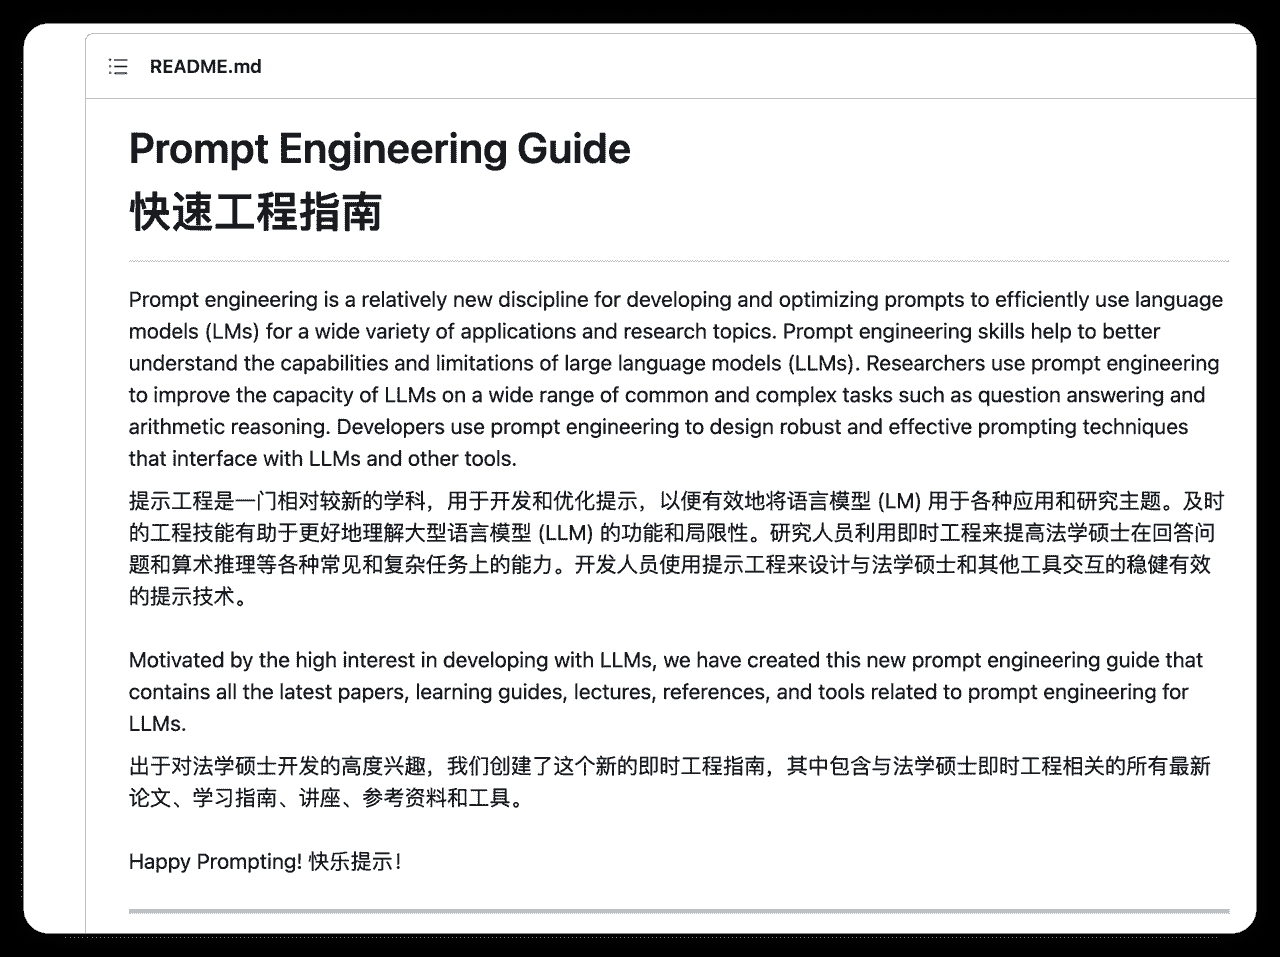 README.md
Prompt Engineering Guide
快速工程指南
Prompt engineering is a relatively new discipline for developing and optimizing prompts to efficiently use language
models (LMs) for a wide variety of applications and research topics. Prompt engineering skills help to better
understand the capabilities and limitations of large language models (LLMs). Researchers use prompt engineering
to improve the capacity of LLMs on a wide range of common and complex tasks such as question answering and
arithmetic reasoning. Developers use prompt engineering to design robust and effective prompting techniques
that interface with LLMs and other tools.
提示工程是一门相对较新的学科，用于开发和优化提示，以便有效地将语言模型 (LM) 用于各种应用和研究主题。及时
的工程技能有助于更好地理解大型语言模型 (LLM) 的功能和局限性。研究人员利用即时工程来提高法学硕士在回答问
题和算术推理等各种常见和复杂任务上的能力。开发人员使用提示工程来设计与法学硕士和其他工具交互的稳健有效
的提示技术。
Motivated by the high interest in developing with LLMs, we have created this new prompt engineering guide that
contains all the latest papers, learning guides, lectures, references, and tools related to prompt engineering for
LLMs.
出于对法学硕士开发的高度兴趣，我们创建了这个新的即时工程指南，其中包含与法学硕士即时工程相关的所有最新
论文、学习指南、讲座、参考资料和工具。
Happy Prompting! 快乐提示！